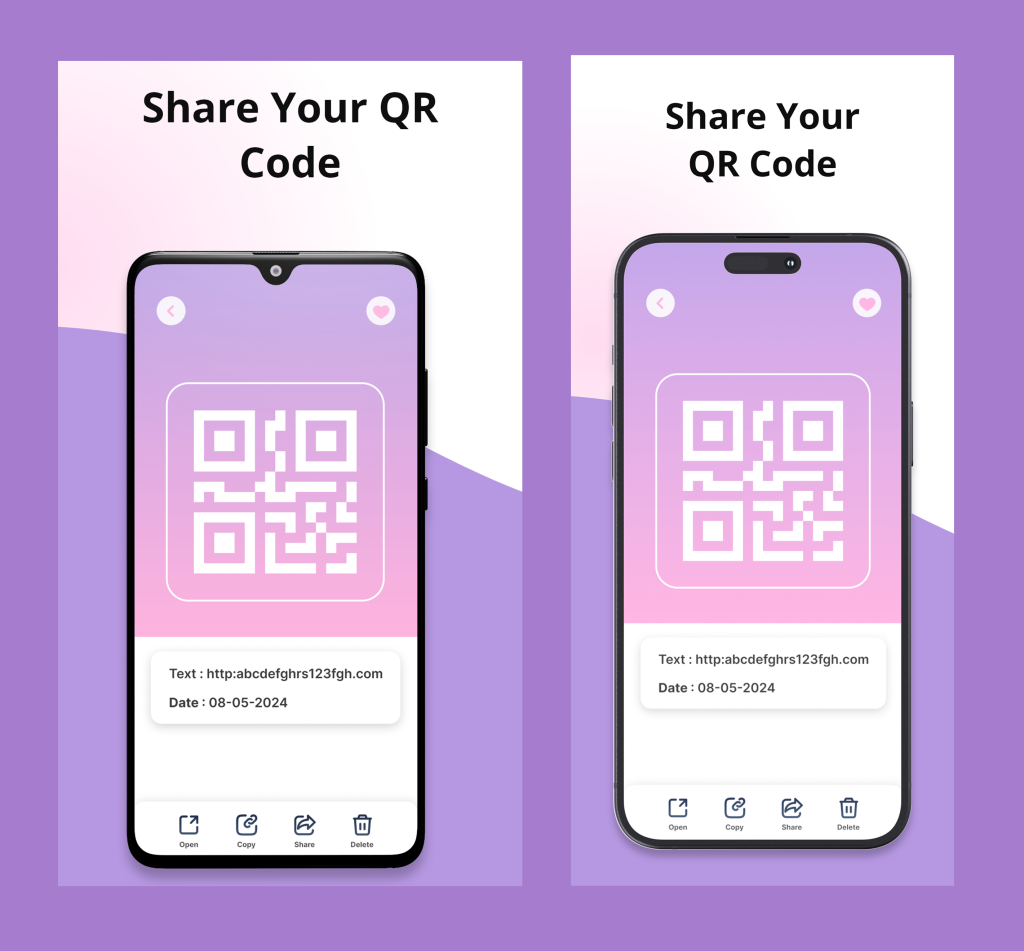 Share Your QR
Code
Text : http:abcdefghrs123fgh.com
Date : 08-05-2024
Open Copy Share Delete
Share Your
QR Code
Text : http:abcdefghrs123fgh.com
Date : 08-05-2024
Open Copy Share Delete